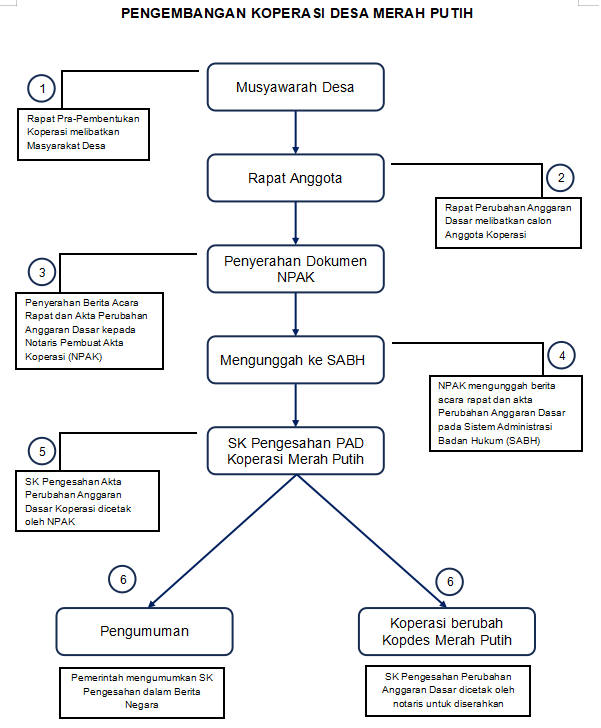 PENGEMBANGAN KOPERASI DESA MERAH PUTIH
Musyawarah Desa
1
Rapat Pra-Pembentukan
Koperasi melibatkan
Masyarakat Desa
Rapat Anggota
2
Rapat Perubahan Anggaran
Dasar melibatkan calon
Anggota Koperasi
Penyerahan Dokumen
NPAK
3
Penyerahan Berita Acara
Rapat dan Akta Perubahan
Anggaran Dasar kepada
Notaris Pembuat Akta
Koperasi (NPAK)
Mengunggah ke SABH
4
NPAK mengunggah berita
acara rapat dan akta
Perubahan Anggaran Dasar
pada Sistem Administrasi
Badan Hukum (SABH)
SK Pengesahan PAD
Koperasi Merah Putih
5
SK Pengesahan Akta
Perubahan Anggaran
Dasar Koperasi dicetak
oleh NPAK
6
Pengumuman
Pemerintah mengumumkan SK
Pengesahan dalam Berita
Negara
6
Koperasi berubah
Kopdes Merah Putih
SK Pengesahan Perubahan
Anggaran Dasar dicetak oleh
notaris untuk diserahkan